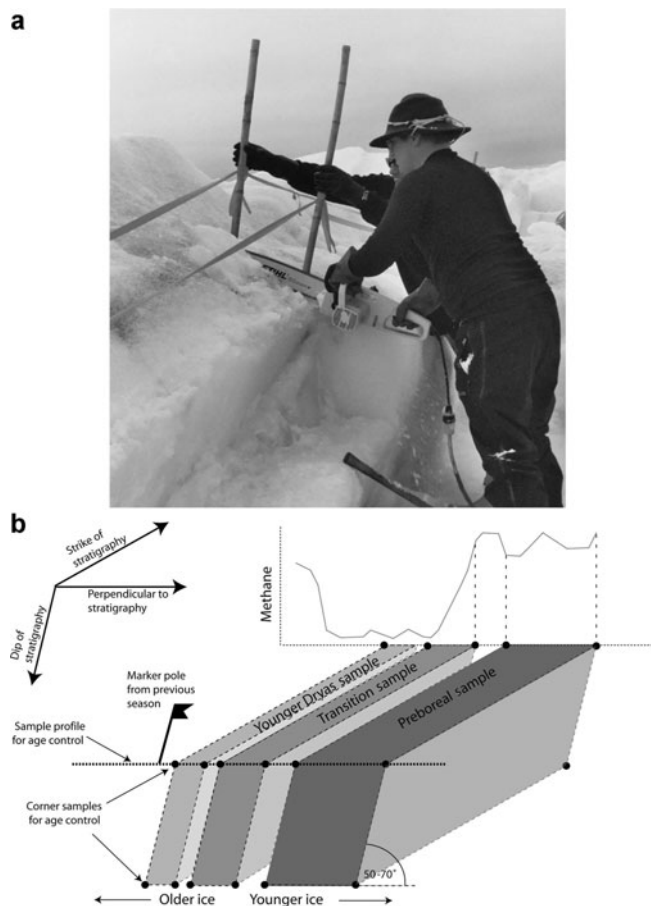 a
STIHL
b
Strike of
stratigraphy
Perpendicular to
stratigraphy
Dip of
stratigraphy
Methane
Marker pole
from previous
season
Sample profile
for age control
Younger Dryas sample
Transition sample
Preboreal sample
Corner samples
for age control
50-70°
Older ice
Younger ice